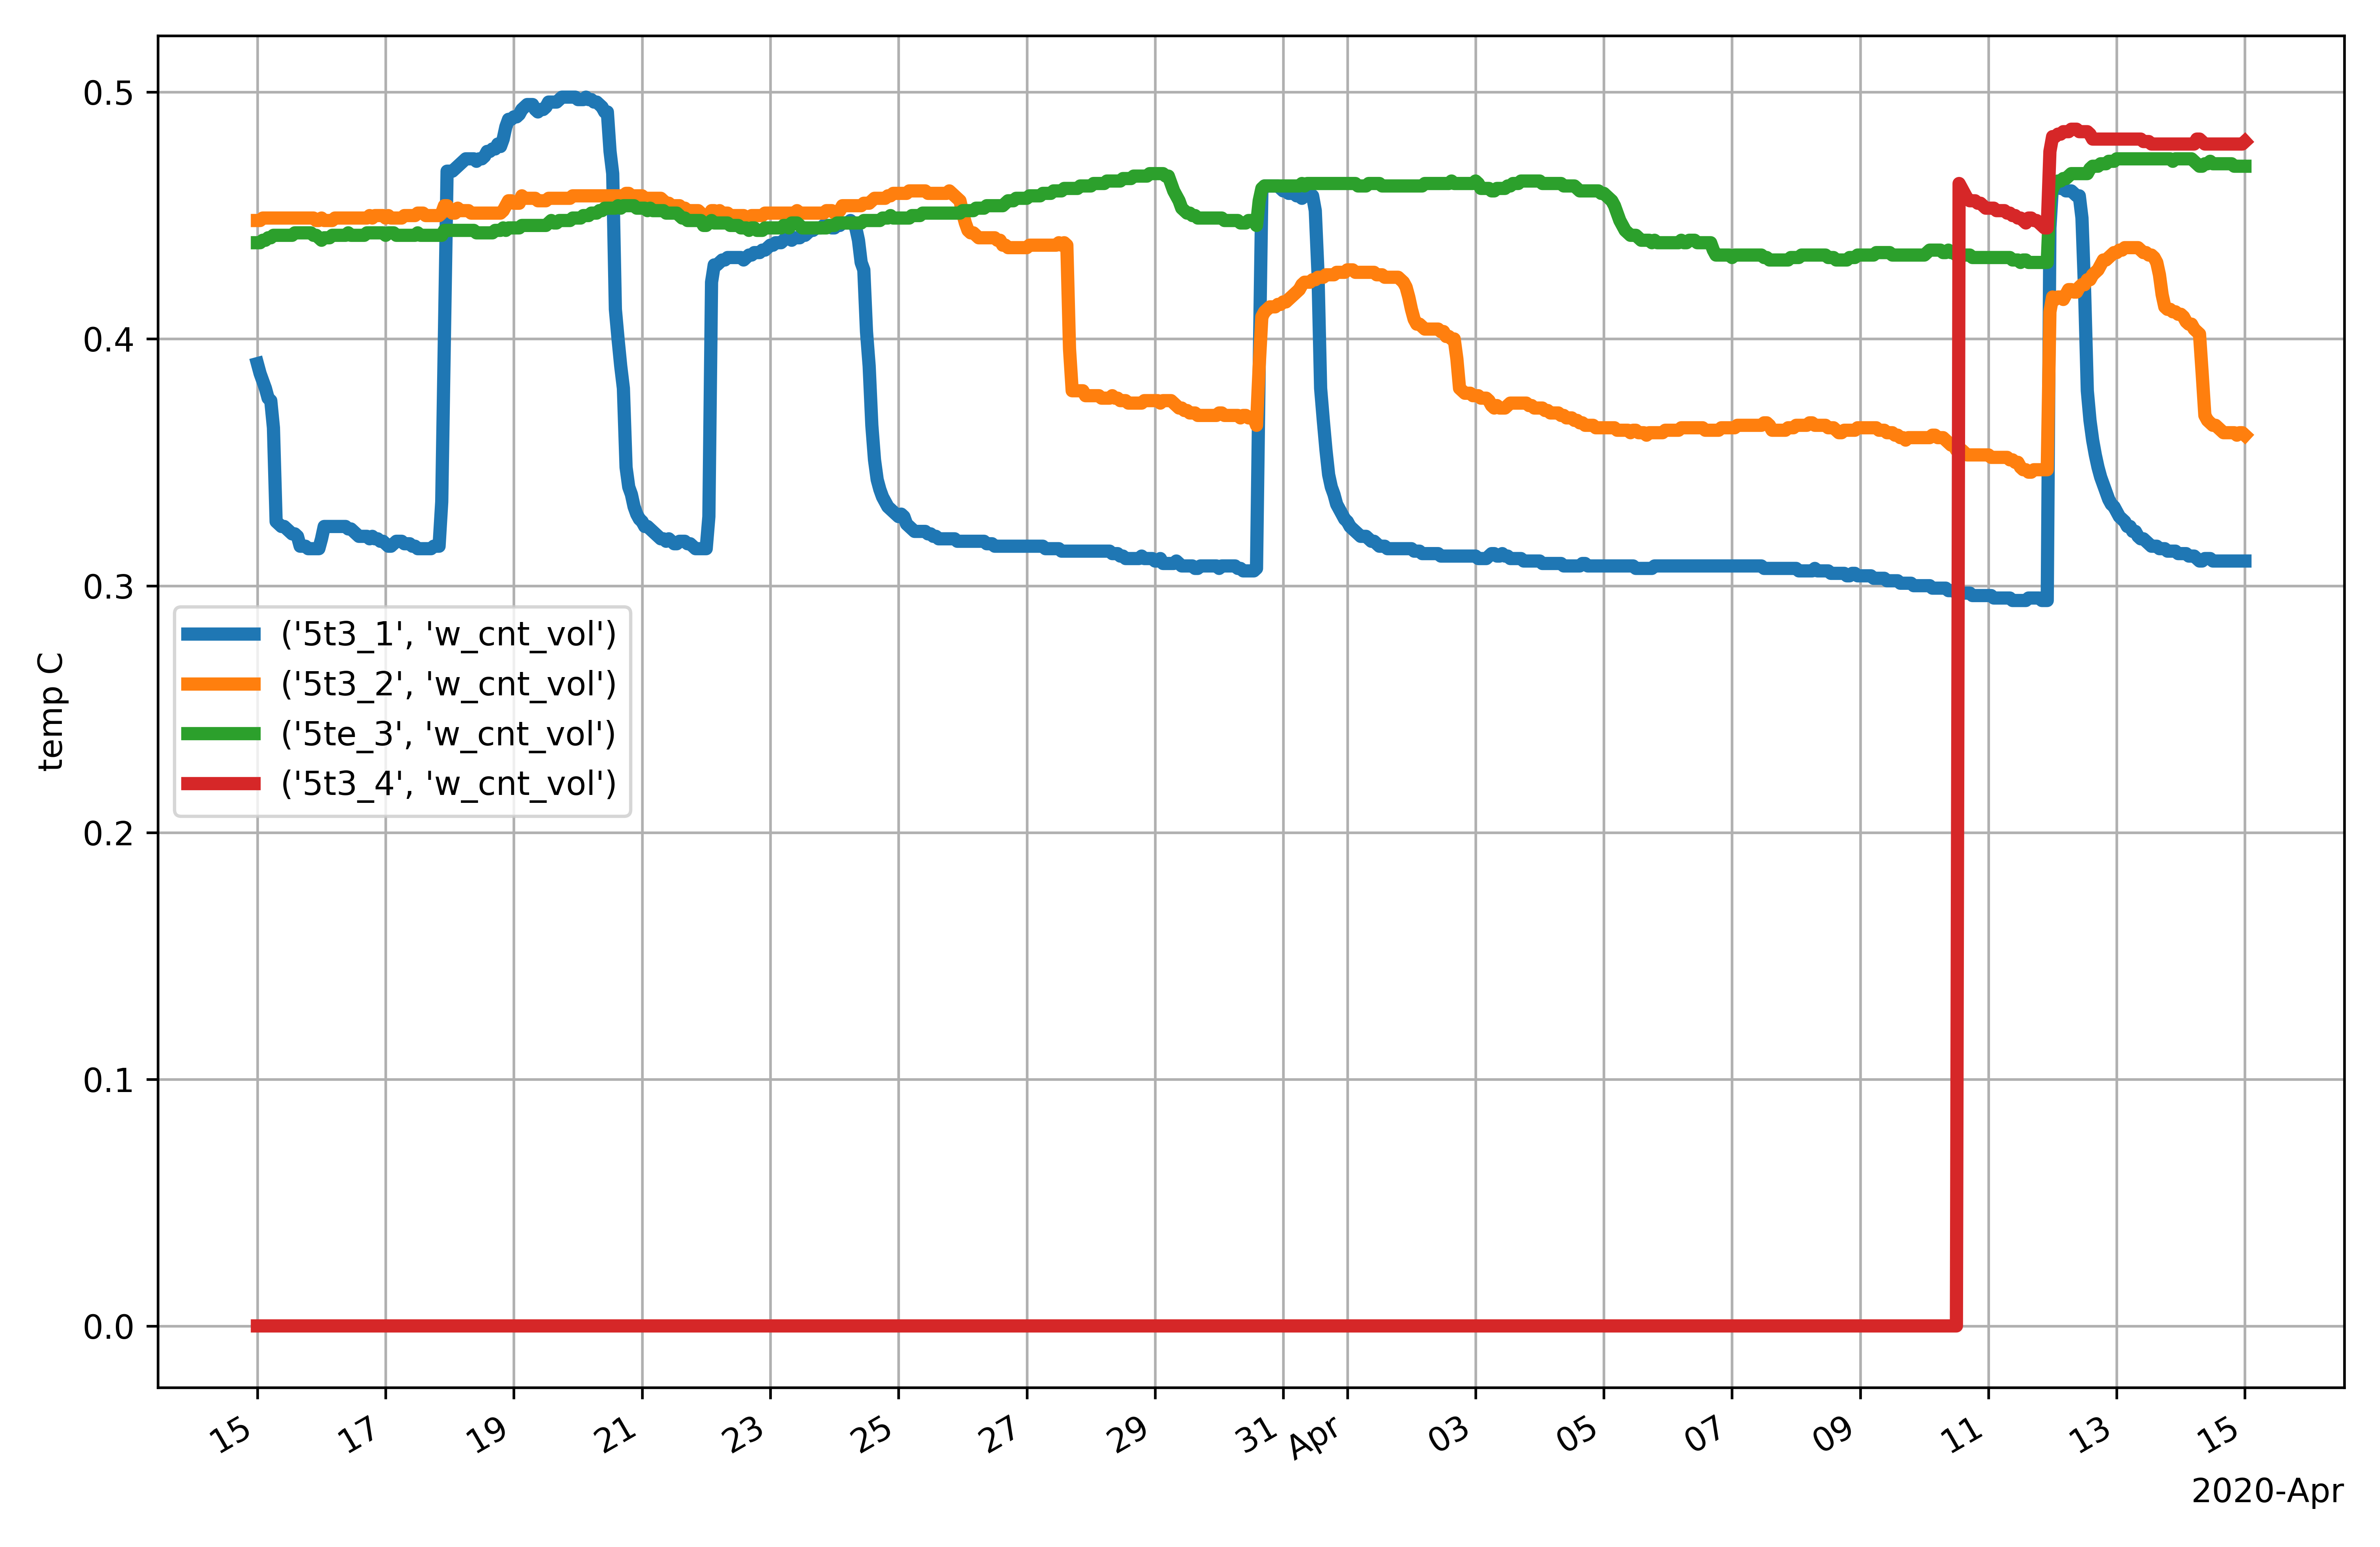 0.5
0.4
0.3
0.2
0.1
0.0
temp C
('5t3_1', 'w_cnt_vol')
('5t3_2', 'w_cnt_vol')
('5te_3', 'w_cnt_vol')
('5t3_4', 'w_cnt_vol')
15 17 19 21 23 25 27 29 31 Apr 03 05 07 09 11 13 15
2020-Apr